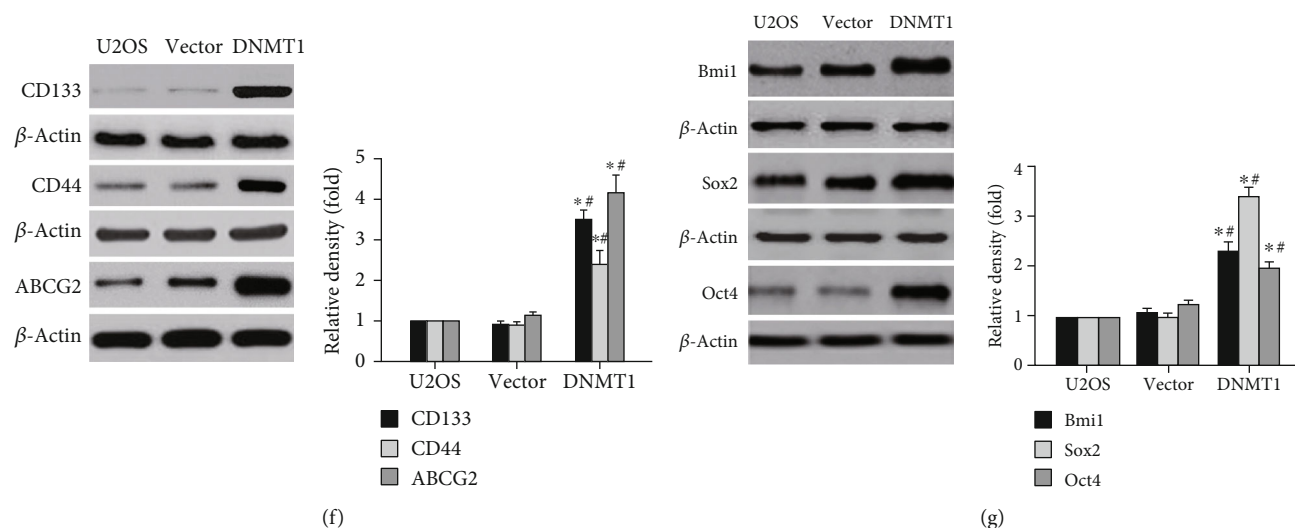 U2OS Vector DNMT1
CD133
β-Actin
CD44
β-Actin
ABCG2
β-Actin
Relative density (fold)
5
4
3
2
1
0
*#
*#
*#
U2OS Vector DNMT1
CD133
CD44
ABCG2
(f)
U2OS Vector DNMT1
Bmi1
β-Actin
Sox2
β-Actin
Oct4
β-Actin
Relative density (fold)
4
3
2
1
0
*#
*#
*#
U2OS Vector DNMT1
Bmi1
Sox2
Oct4
(g)